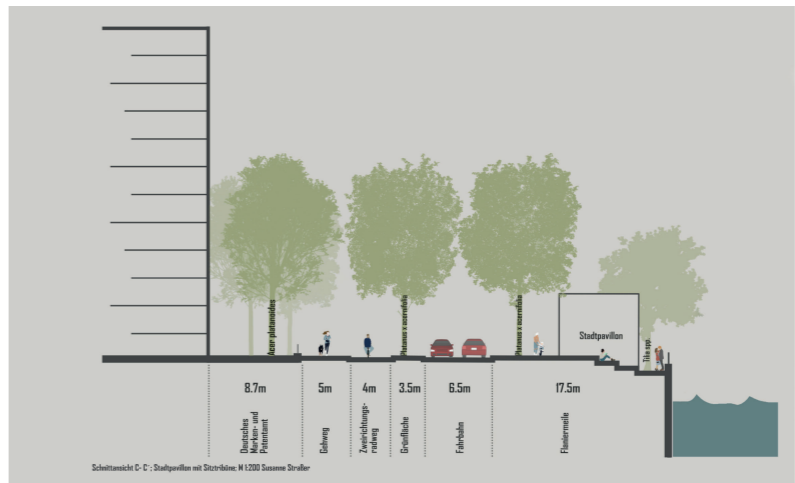 Acer platanoides
Platanus x acerifolia
Platanus x acerifolia
Stadtpavillon
Tilia spp.
8.7m
5m
4m
3.5m
6.5m
17.5m
Deutsches
Marken- und
Patentamt
Gehweg
Zweirichtungs-
radweg
Grünfläche
Fahrbahn
Flaniermeile
Schnittansicht C- C`; Stadtpavillon mit Sitztribüne; M 1:200 Susanne Straßer